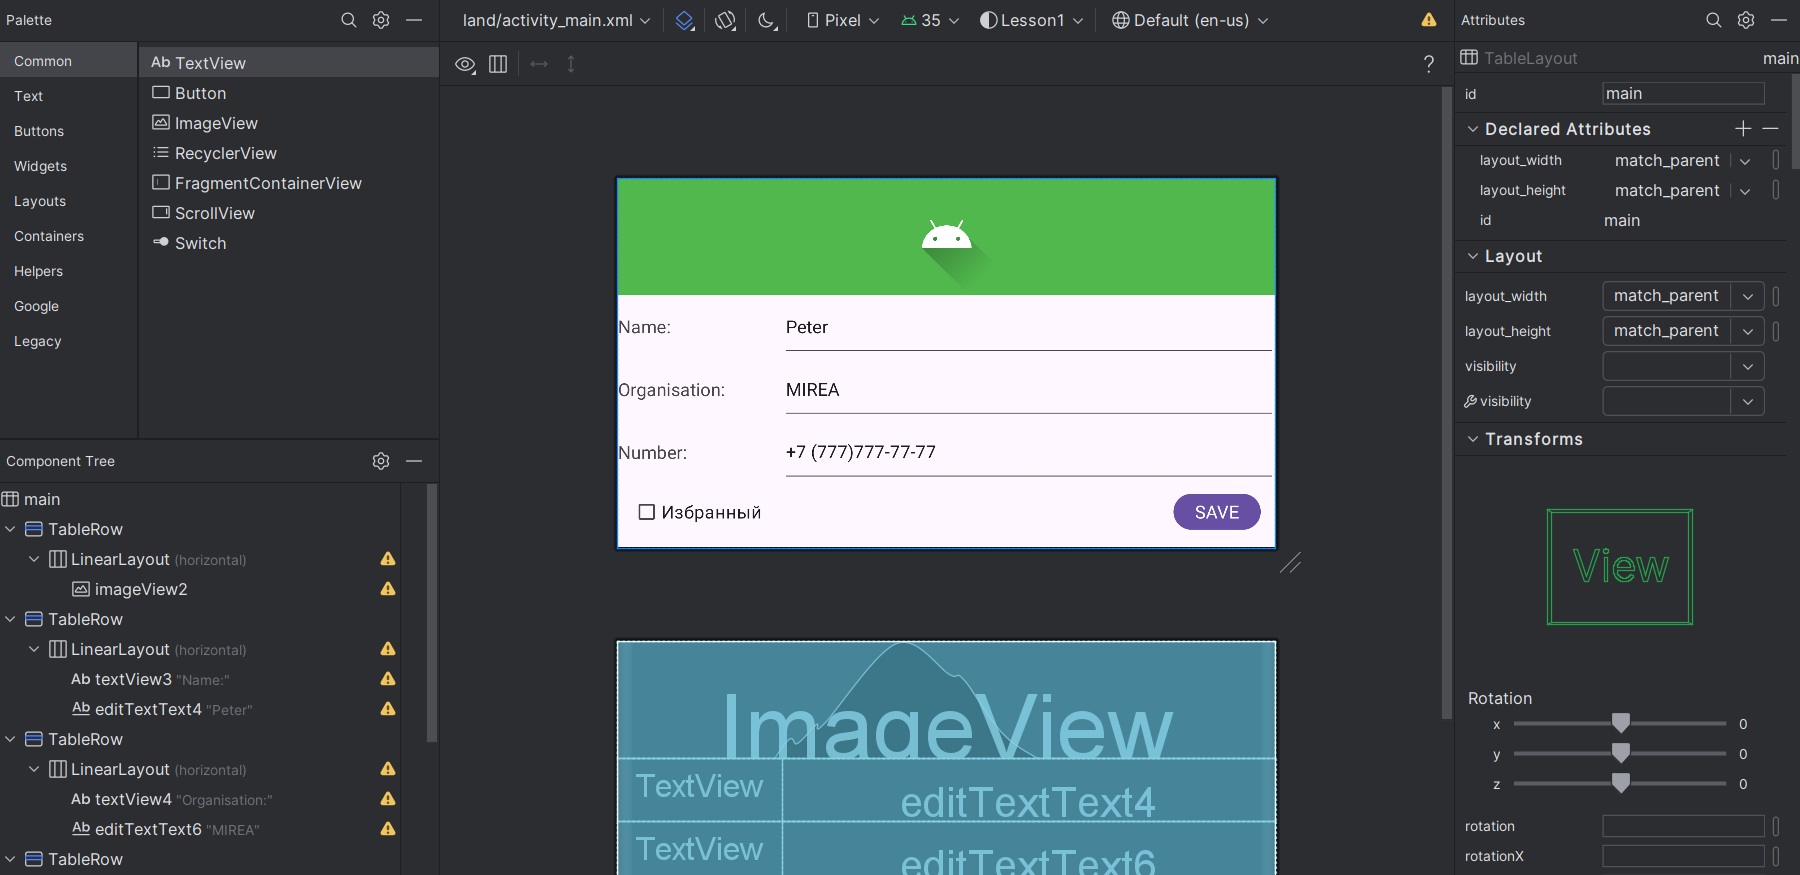 Palette
land/activity_main.xml
Pixel
35
Lesson1
Default (en-us)
Attributes
Common
Text
Buttons
Widgets
Layouts
Containers
Helpers
Google
Legacy
Ab TextView
Button
ImageView
RecyclerView
FragmentContainerView
ScrollView
Switch
?
Component Tree
main
TableRow
LinearLayout (horizontal)
imageView2
TableRow
LinearLayout (horizontal)
Ab textView3 "Name:"
Ab editTextText4 "Peter"
TableRow
LinearLayout (horizontal)
Ab textView4 "Organisation:"
Ab editTextText6 "MIREA"
TableRow
Name: Peter
Organisation: MIREA
Number: +7 (777)777-77-77
Избранный SAVE
ImageView
TextView editTextText4
TextView editTextText6
TableLayout main
id main
Declared Attributes
layout_width match_parent
layout_height match_parent
id main
Layout
layout_width match_parent
layout_height match_parent
visibility
visibility
Transforms
View
Rotation
x 0
y 0
z 0
rotation
rotationX